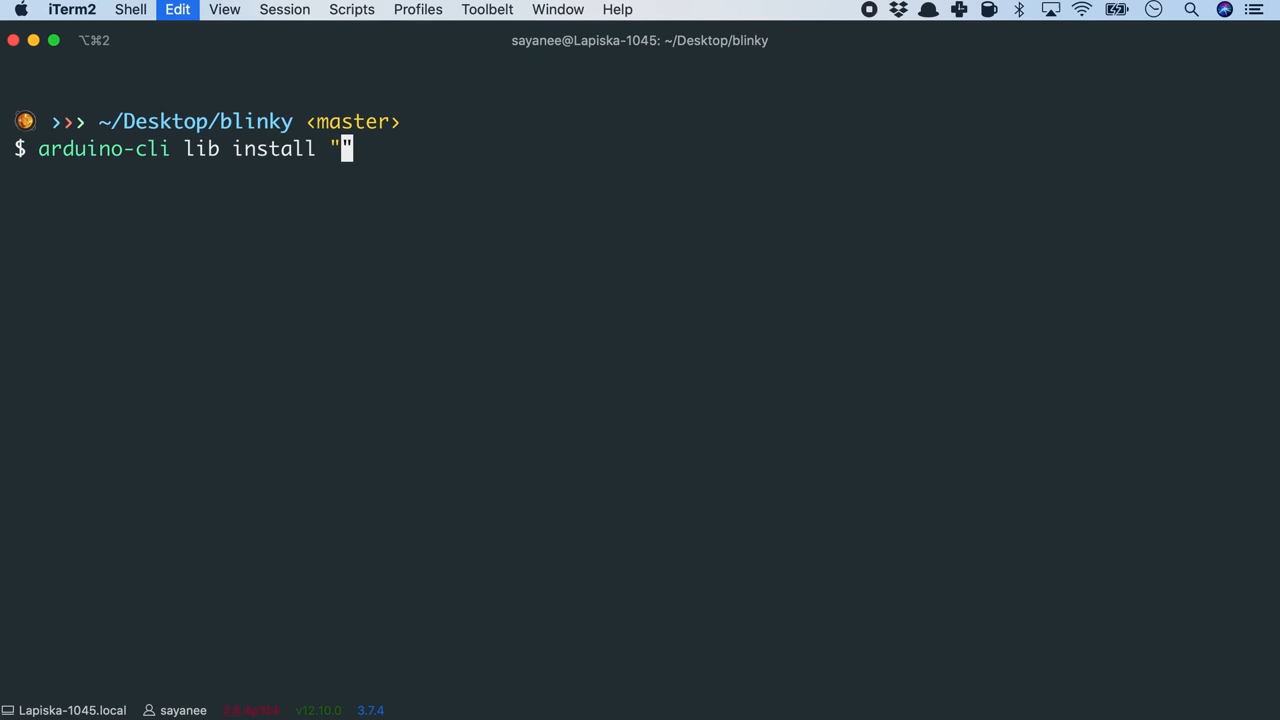 iTerm2 Shell Edit View Session Scripts Profiles Toolbelt Window Help
⌥⌘2 sayanee@Lapiska-1045: ~/Desktop/blinky
››› ~/Desktop/blinky ‹master›
$ arduino-cli lib install ""
Lapiska-1045.local sayanee v12.10.0 3.7.4